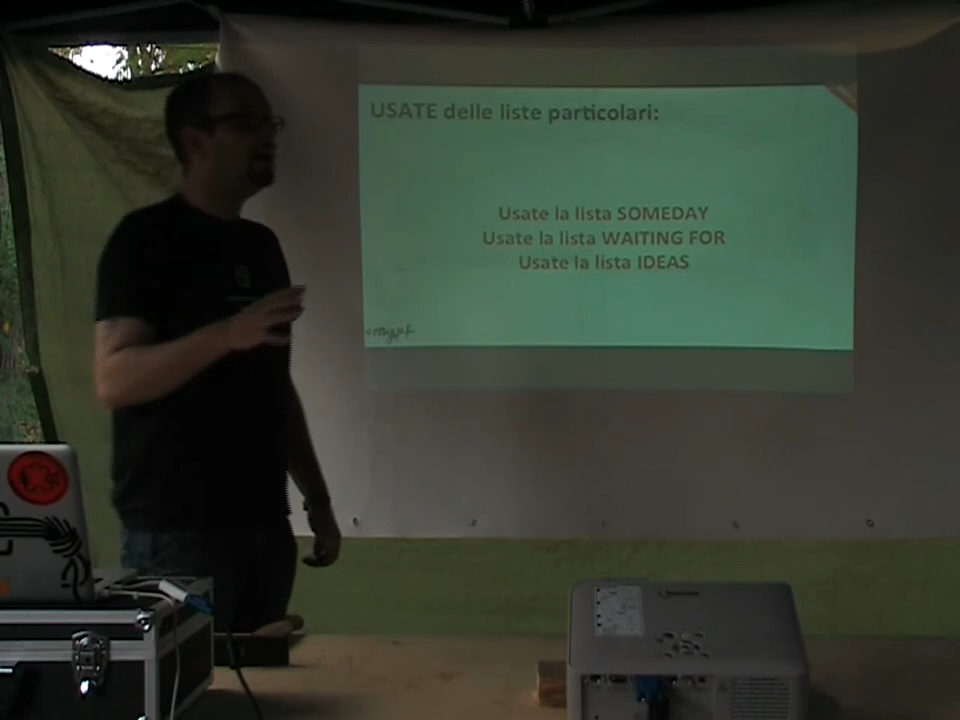 USATE delle liste particolari:
Usate la lista SOMEDAY
Usate la lista WAITING FOR
Usate la lista IDEAS